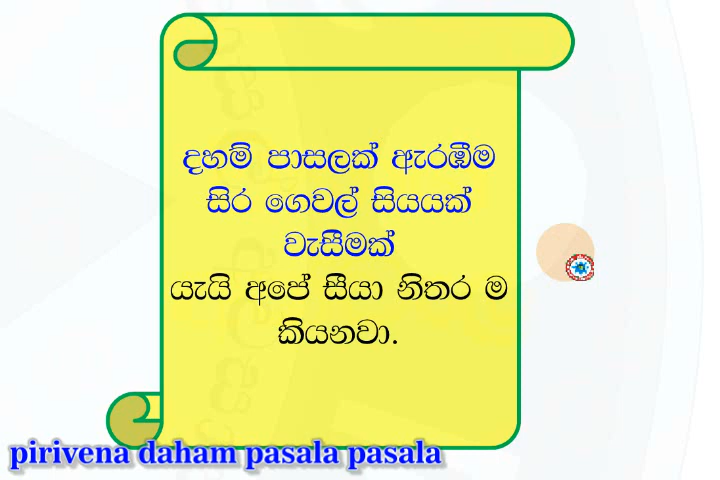 දහම් පාසලක් ඇරඹීම
සිර ගෙවල් සියයක්
වැසීමක්
යැයි අපේ සීයා නිතර ම
කියනවා.
pirivena daham pasala pasala